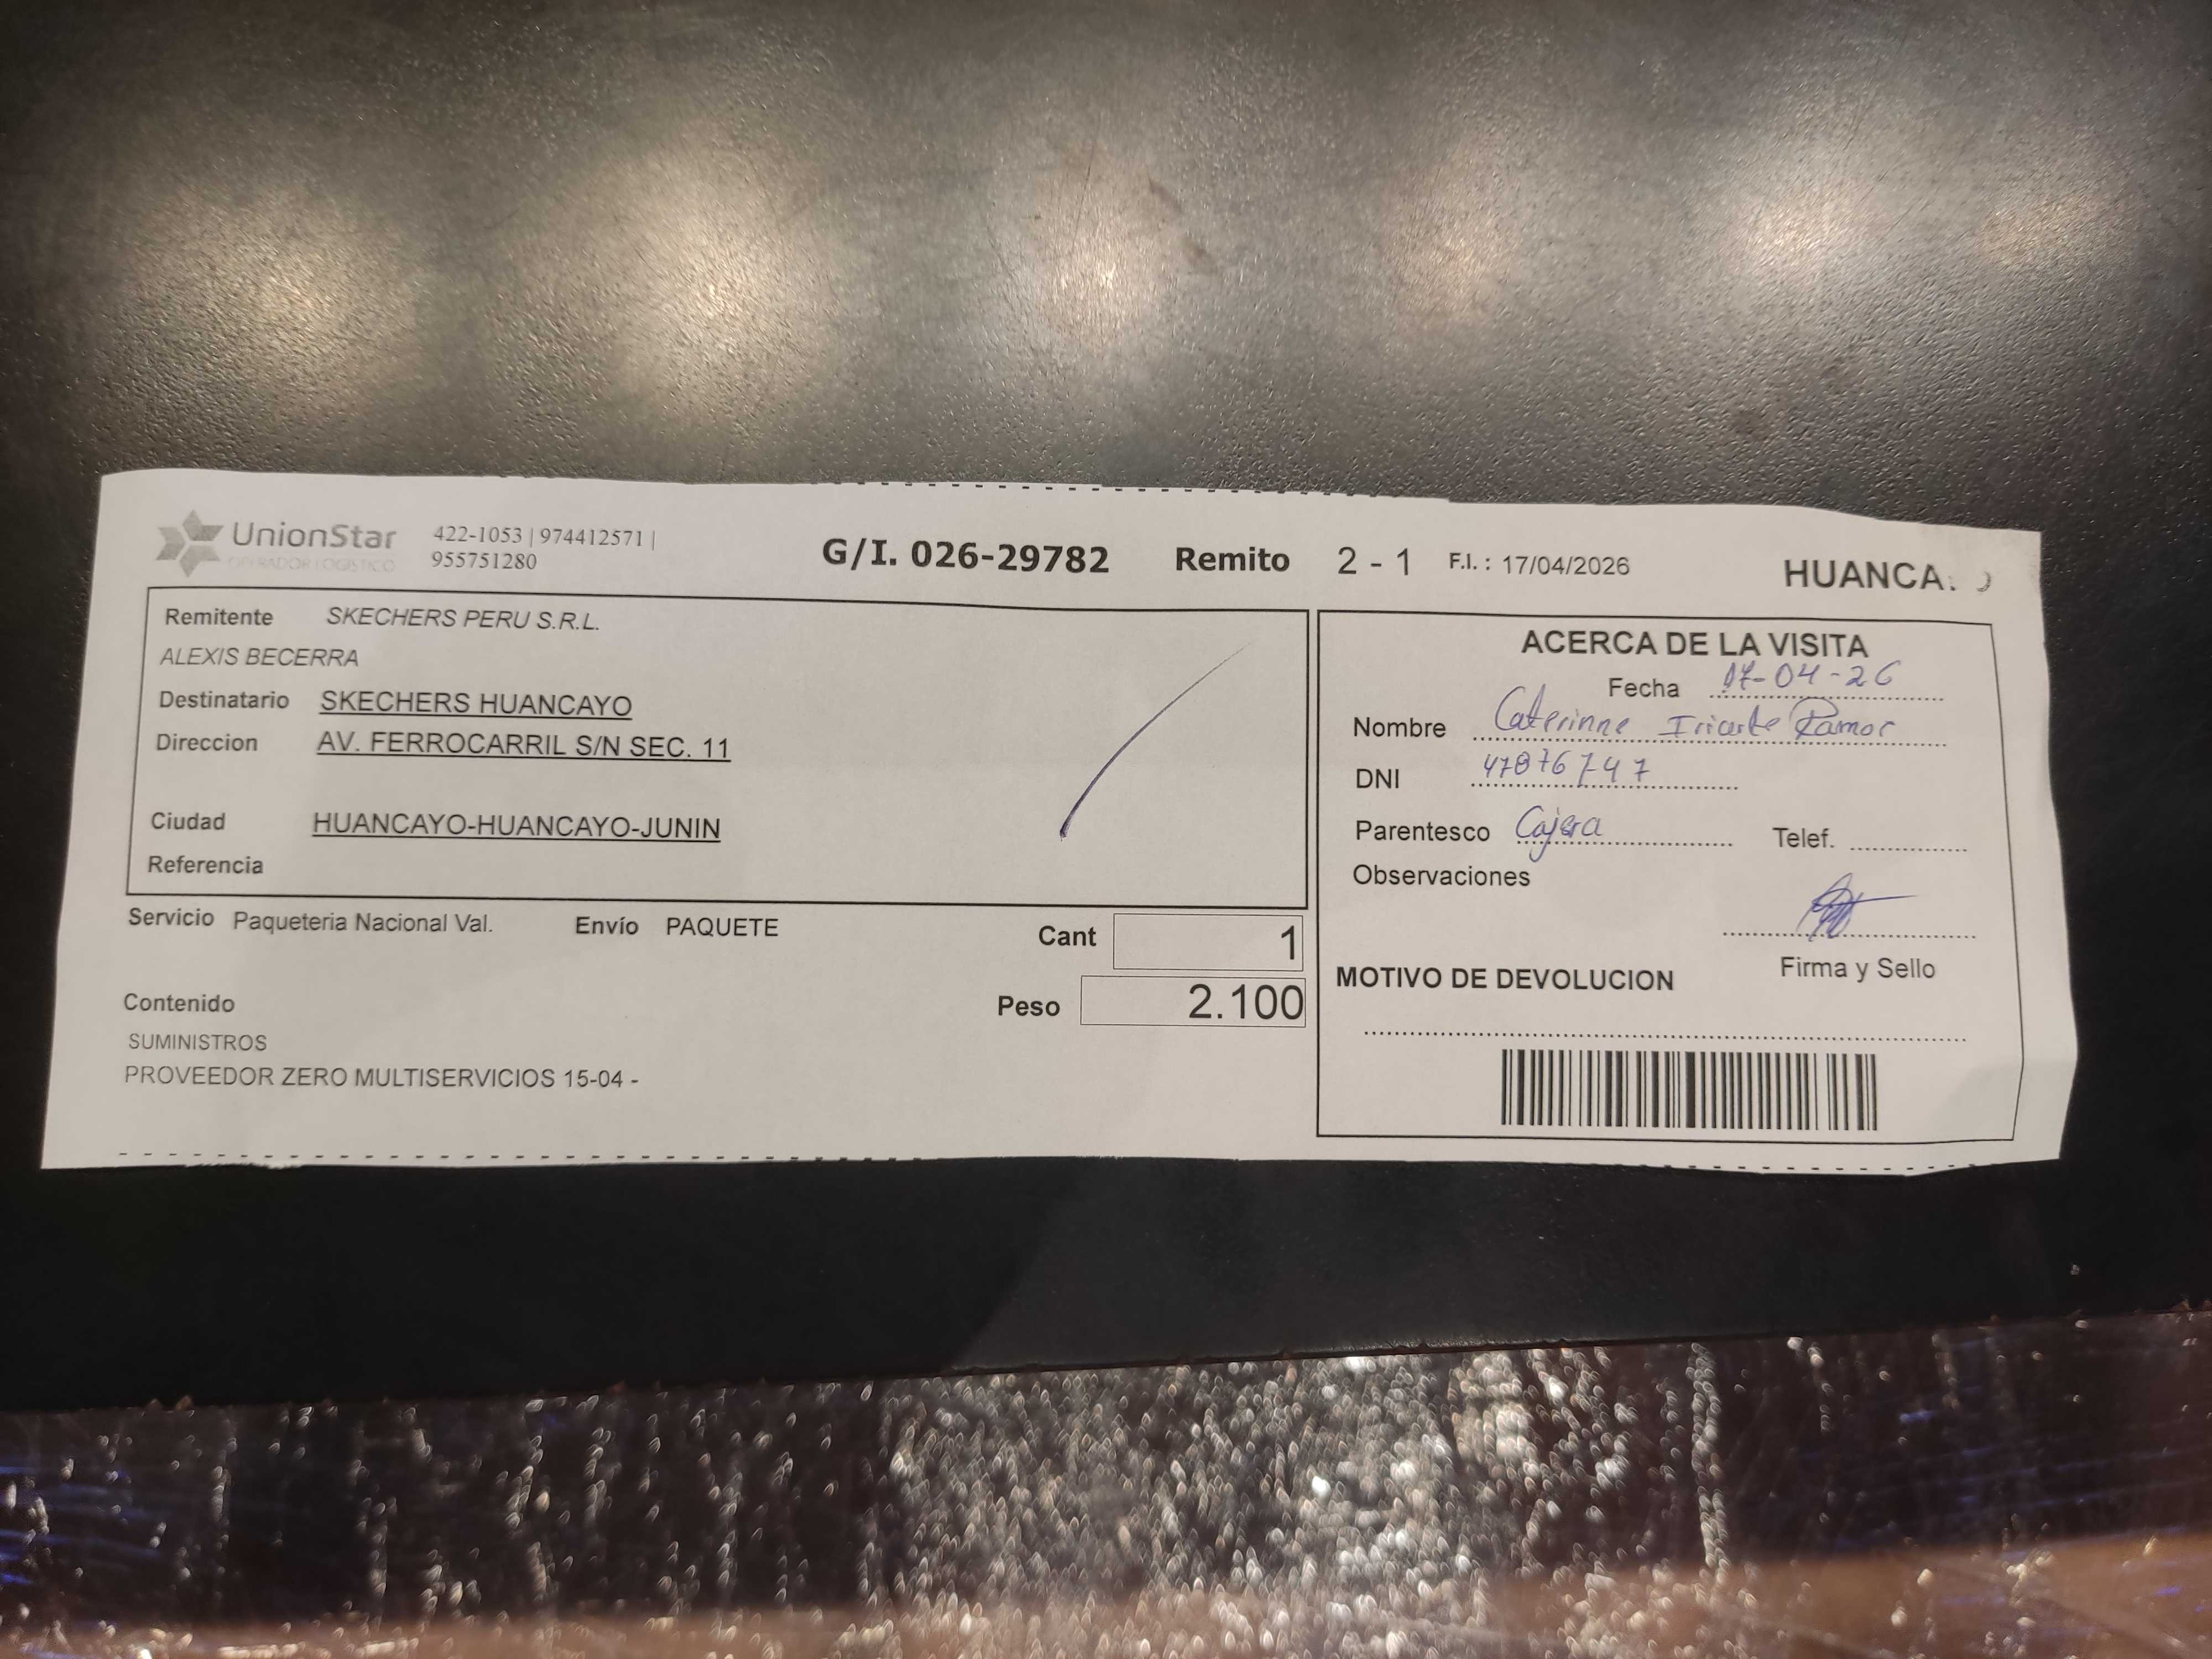 UnionStar
OPERADOR LOGISTICO
422-1053 | 974412571 |
955751280
G/I. 026-29782 Remito 2 - 1 F.I. : 17/04/2026
Remitente SKECHERS PERU S.R.L.
ALEXIS BECERRA
Destinatario SKECHERS HUANCAYO
Direccion AV. FERROCARRIL S/N SEC. 11
Ciudad HUANCAYO-HUANCAYO-JUNIN
Referencia
Servicio Paqueteria Nacional Val. Envío PAQUETE
Cant 1
Peso 2.100
Contenido
SUMINISTROS
PROVEEDOR ZERO MULTISERVICIOS 15-04 -
ACERCA DE LA VISITA
Fecha 17-04-26
Nombre Caterinne Iriarte Ramos
DNI 47876747
Parentesco Cajera Telef.
Observaciones
Firma y Sello
MOTIVO DE DEVOLUCION